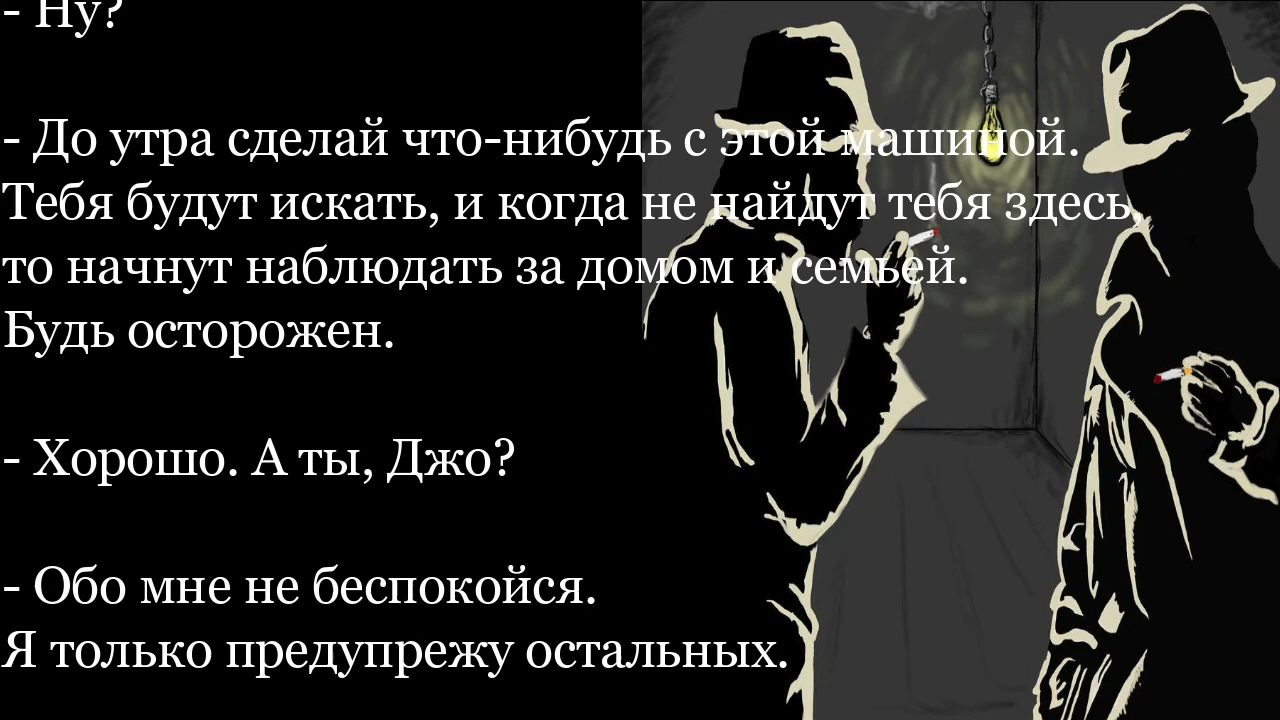 - Ну?
- До утра сделай что-нибудь с этой машиной.
Тебя будут искать, и когда не найдут тебя здесь,
то начнут наблюдать за домом и семьей.
Будь осторожен.
- Хорошо. А ты, Джо?
- Обо мне не беспокойся.
Я только предупрежу остальных.